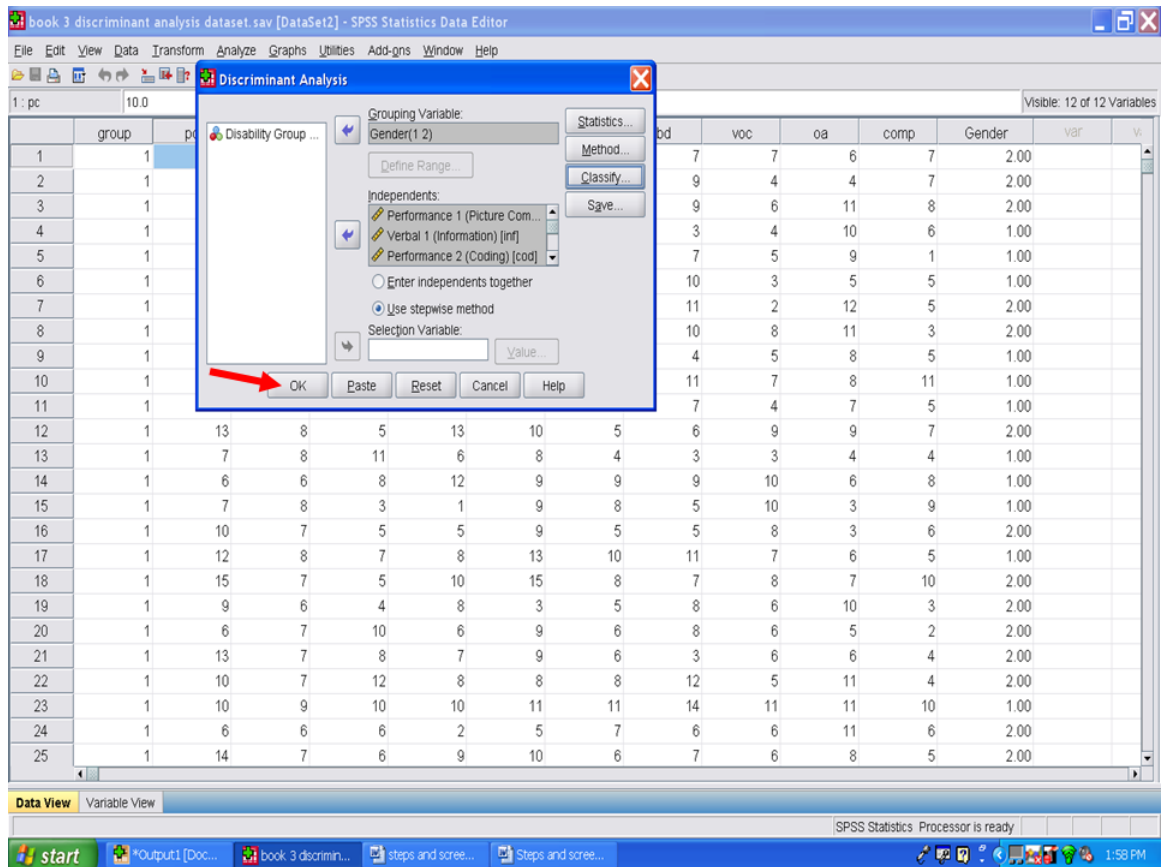 book 3 discriminant analysis dataset.sav [DataSet2] - SPSS Statistics Data Editor
File Edit View Data Transform Analyze Graphs Utilities Add-ons Window Help
1 : pc 10.0 Visible: 12 of 12 Variables
Discriminant Analysis
Disability Group ...
Grouping Variable:
Gender(1 2)
Define Range...
Independents:
Performance 1 (Picture Com...
Verbal 1 (Information) [inf]
Performance 2 (Coding) [cod]
Enter independents together
Use stepwise method
Selection Variable:
Value...
Statistics...
Method...
Classify...
Save...
OK Paste Reset Cancel Help
group bd voc oa comp Gender var
1 1 7 7 6 7 2.00
2 1 9 4 4 7 2.00
3 1 9 6 11 8 2.00
4 1 3 4 10 6 1.00
5 1 7 5 9 1 1.00
6 1 10 3 5 5 1.00
7 1 11 2 12 5 2.00
8 1 10 8 11 3 2.00
9 1 4 5 8 5 1.00
10 1 11 7 8 11 1.00
11 1 7 4 7 5 1.00
12 1 13 8 5 13 10 5 6 9 9 7 2.00
13 1 7 8 11 6 8 4 3 3 4 4 1.00
14 1 6 6 8 12 9 9 9 10 6 8 1.00
15 1 7 8 3 1 9 8 5 10 3 9 1.00
16 1 10 7 5 5 9 5 5 8 3 6 2.00
17 1 12 8 7 8 13 10 11 7 6 5 1.00
18 1 15 7 5 10 15 8 7 8 7 10 2.00
19 1 9 6 4 8 3 5 8 6 10 3 2.00
20 1 6 7 10 6 9 6 8 6 5 2 2.00
21 1 13 7 8 7 9 6 3 6 6 4 2.00
22 1 10 7 12 8 8 8 12 5 11 4 2.00
23 1 10 9 10 10 11 11 14 11 11 10 1.00
24 1 6 6 6 2 5 7 6 6 11 6 2.00
25 1 14 7 6 9 10 6 7 6 8 5 2.00
Data View Variable View
SPSS Statistics Processor is ready
start *Output1 [Doc... book 3 discrimin... steps and scree... Steps and scree... 1:58 PM